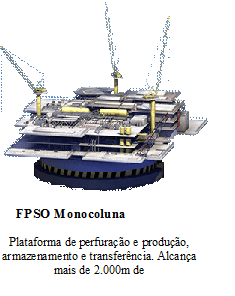 FPSO Monocoluna
Plataforma de perfuração e produção,
armazenamento e transferência. Alcança
mais de 2.000m de